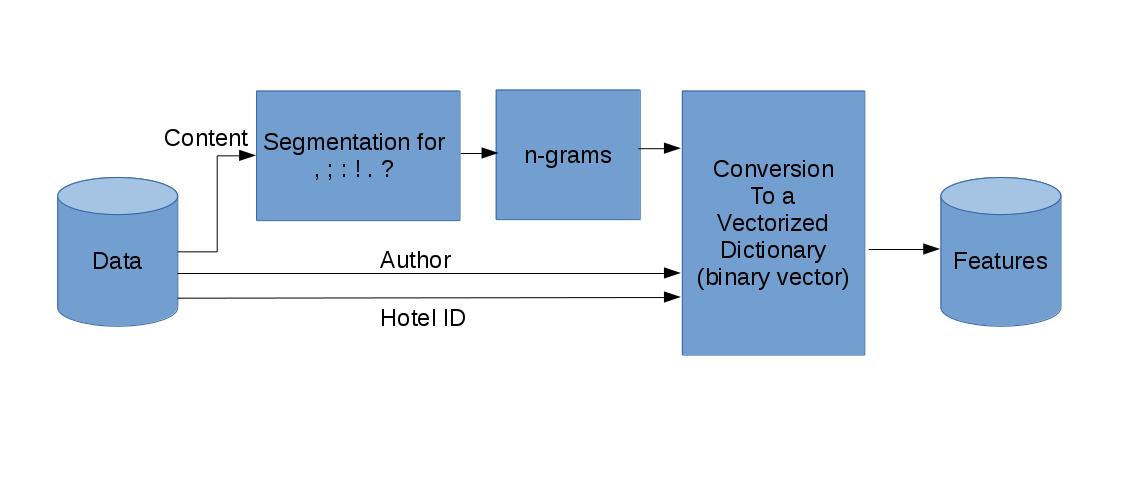 Content
Segmentation for
, ; : ! . ?
n-grams
Conversion
To a
Vectorized
Dictionary
(binary vector)
Data
Author
Hotel ID
Features